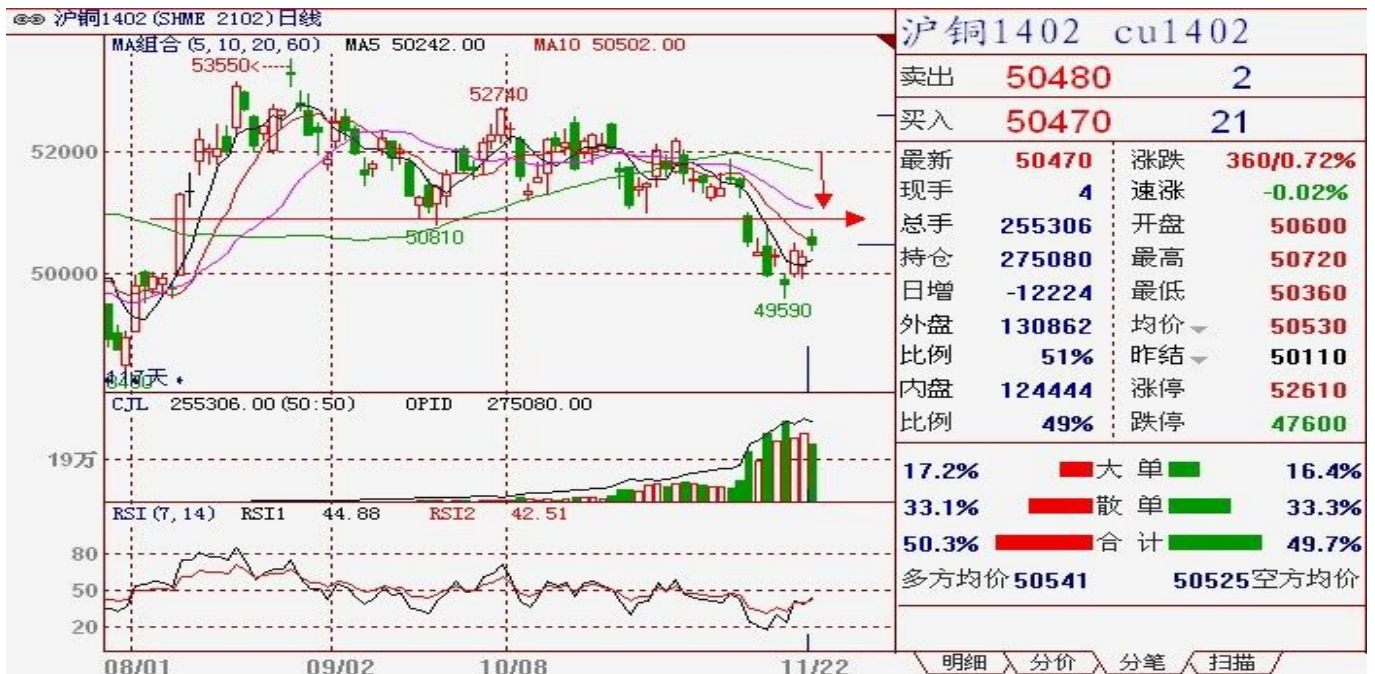 沪铜1402(SHME 2102)日线
MA组合(5,10,20,60) MA5 50242.00 MA10 50502.00
53550
52740
52000
50810
50000
49590
117天
CJL 255306.00(50:50) OPID 275080.00
19万
RSI(7,14) RSI1 44.88 RSI2 42.51
80
50
20
08/01 09/02 10/08 11/22
沪铜1402 cu1402
卖出 50480 2
买入 50470 21
最新 50470 涨跌 360/0.72%
现手 4 速涨 -0.02%
总手 255306 开盘 50600
持仓 275080 最高 50720
日增 -12224 最低 50360
外盘 130862 均价 50530
比例 51% 昨结 50110
内盘 124444 涨停 52610
比例 49% 跌停 47600
17.2% 大单 16.4%
33.1% 散单 33.3%
50.3% 合计 49.7%
多方均价 50541 50525 空方均价
明细 分价 分笔 扫描